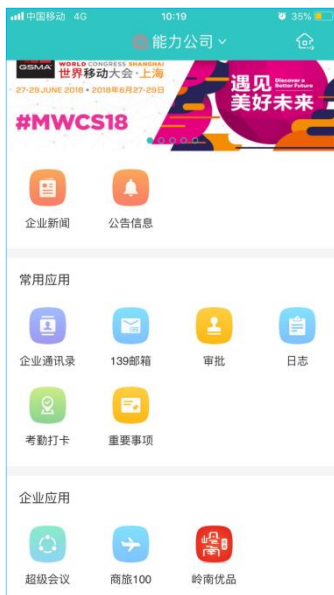 中国移动 4G 10:19 35%
能力公司
GSMA WORLD CONGRESS SHANGHAI
世界移动大会·上海
27-29 JUNE 2018 • 2018年6月27-29日
#MWCS18
遇见 Discover a Better Future
美好未来
企业新闻 公告信息
常用应用
企业通讯录 139邮箱 审批 日志
考勤打卡 重要事项
企业应用
超级会议 商旅100 岭南优品